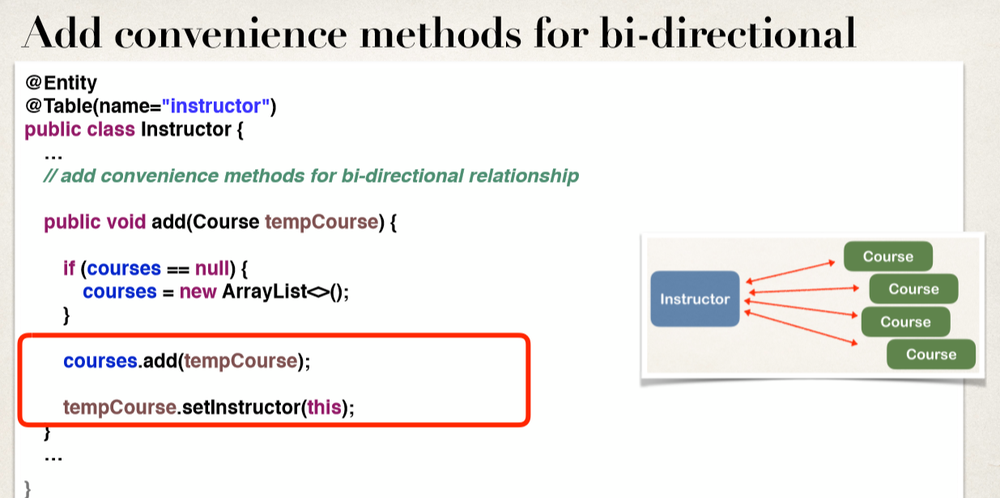 Add convenience methods for bi-directional
@Entity
@Table(name="instructor")
public class Instructor {
...
// add convenience methods for bi-directional relationship
public void add(Course tempCourse) {
if (courses == null) {
courses = new ArrayList<>();
}
courses.add(tempCourse);
tempCourse.setInstructor(this);
}
...
}
Instructor
Course
Course
Course
Course